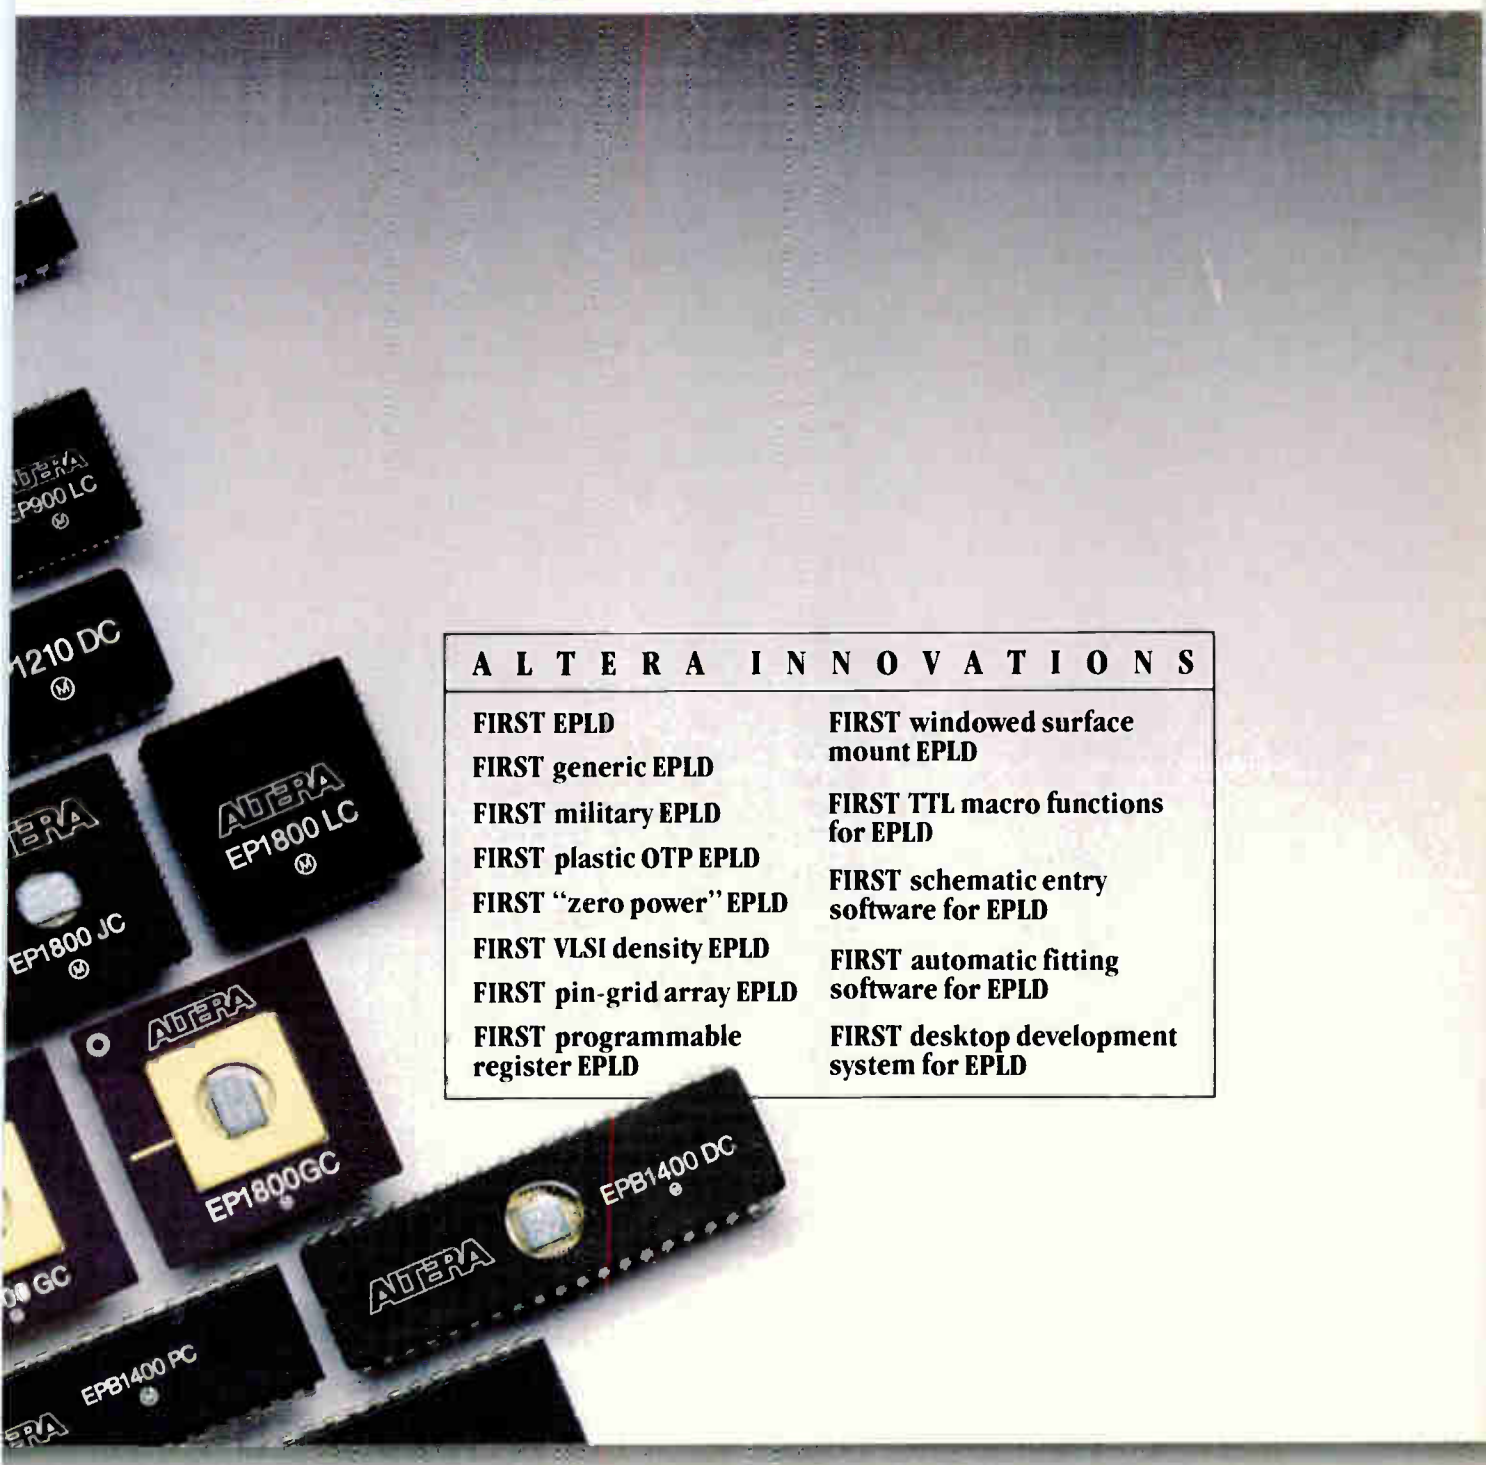 ALTERA INNOVATIONS
FIRST EPLD
FIRST generic EPLD
FIRST military EPLD
FIRST plastic OTP EPLD
FIRST “zero power” EPLD
FIRST VLSI density EPLD
FIRST pin-grid array EPLD
FIRST programmable
register EPLD
FIRST windowed surface
mount EPLD
FIRST TTL macro functions
for EPLD
FIRST schematic entry
software for EPLD
FIRST automatic fitting
software for EPLD
FIRST desktop development
system for EPLD
ALTERA
EP900 LC
1210 DC
ALTERA
EP1800 LC
TERA
EP1800 JC
ALTERA
EP1800GC
00 GC
ALTERA
EPB1400 DC
EPB1400 PC
ERA